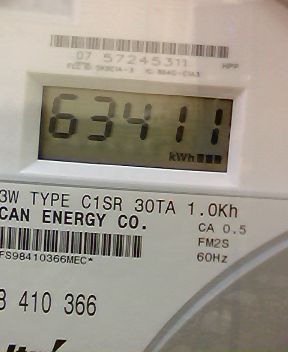 07 57245311
HPP
63411
kWh
3W TYPE C1SR 30TA 1.0Kh
CAN ENERGY CO.
CA 0.5
FM2S
60Hz
FS98410366MEC*
410 366